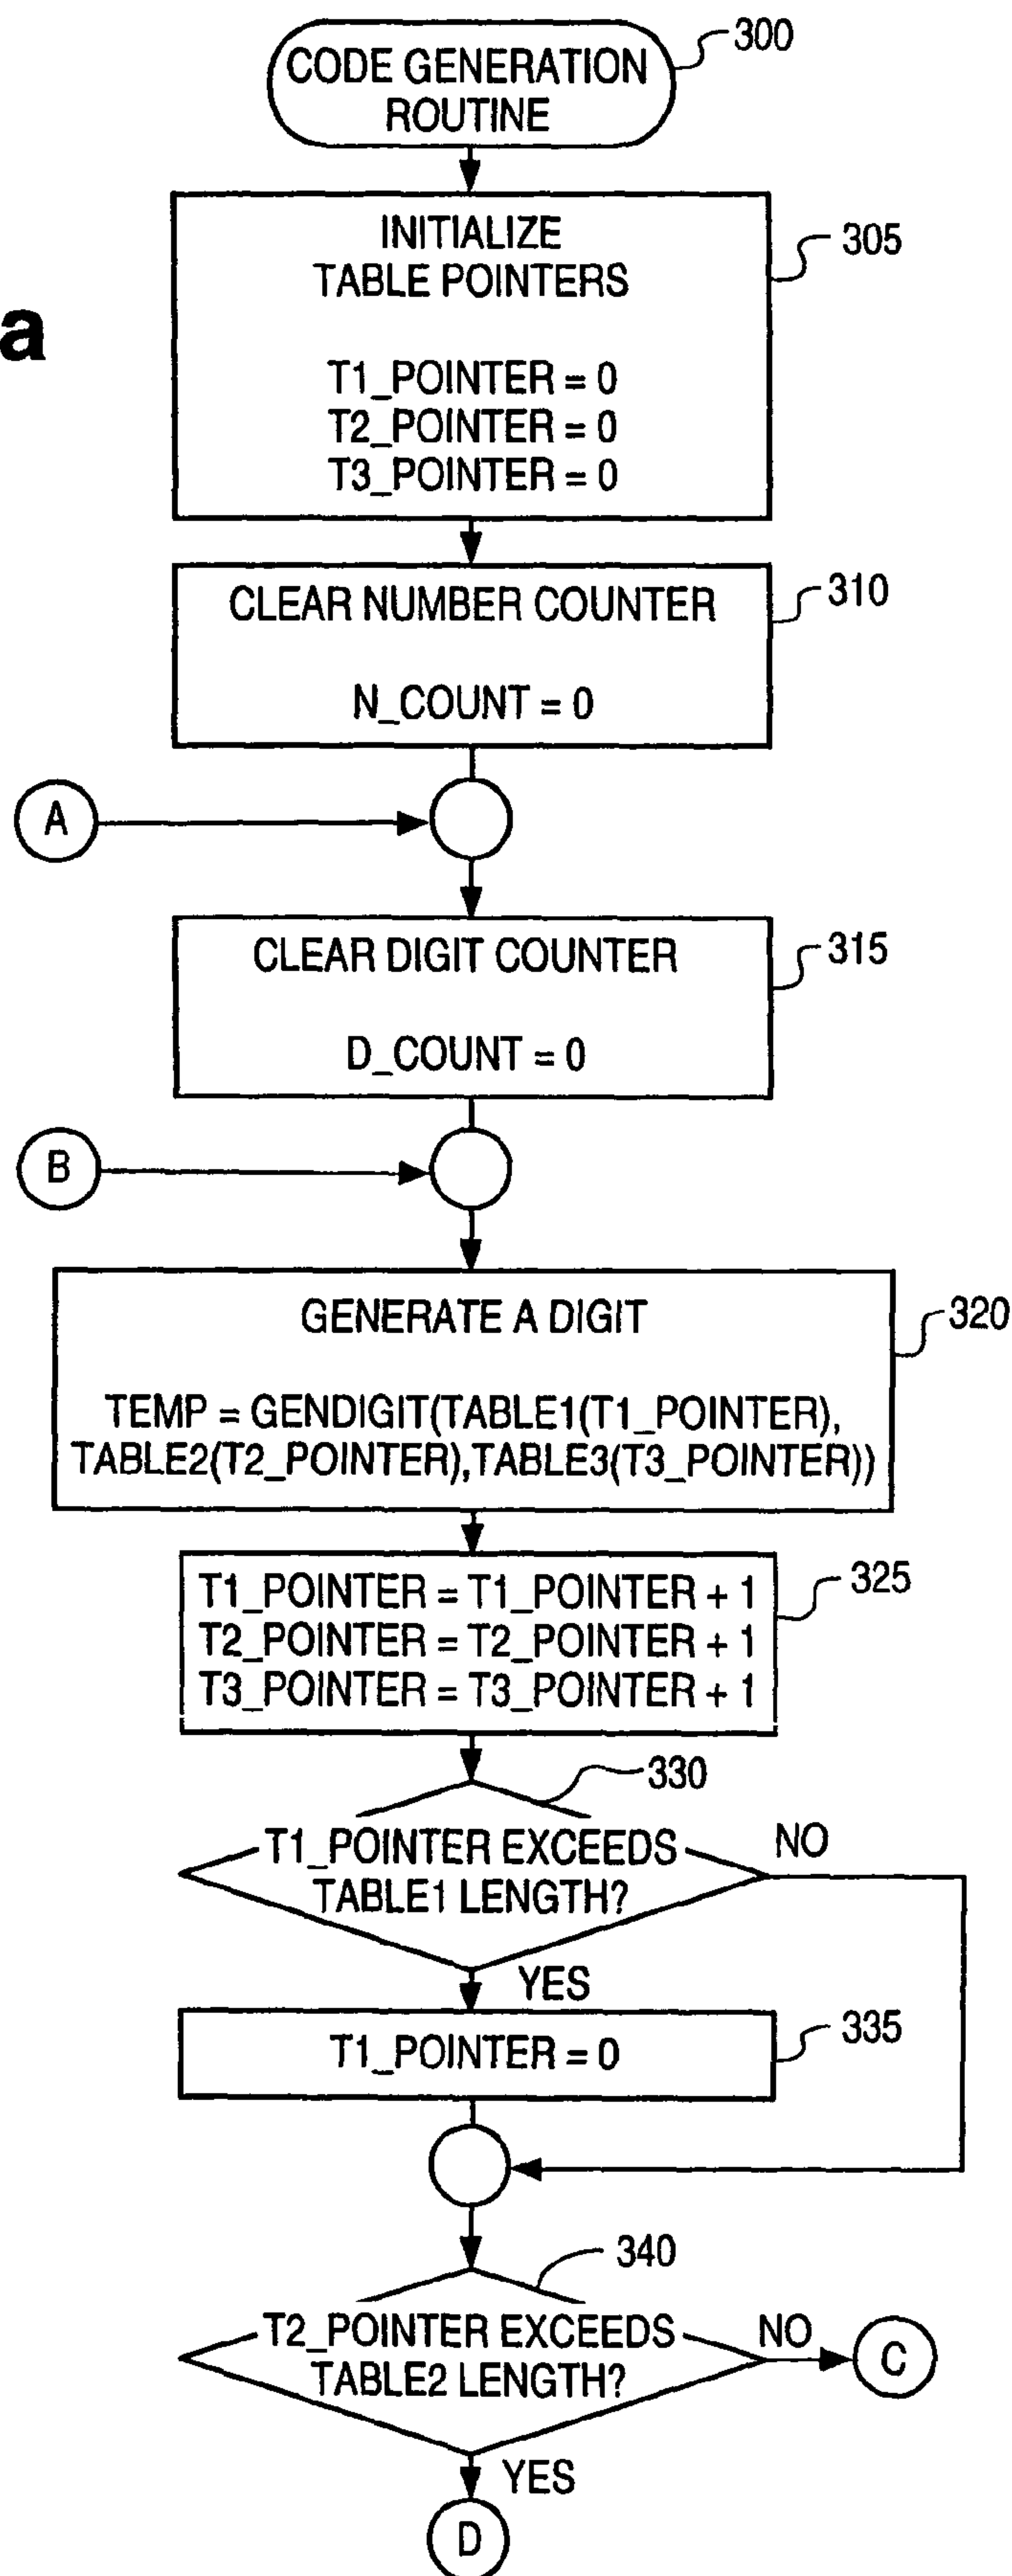 CODE GENERATION
ROUTINE
300
INITIALIZE
TABLE POINTERS
305
a
T1_POINTER = 0
T2_POINTER = 0
T3_POINTER = 0
CLEAR NUMBER COUNTER
310
N_COUNT = 0
A
CLEAR DIGIT COUNTER
315
D_COUNT = 0
B
GENERATE A DIGIT
320
TEMP = GENDIGIT(TABLE1(T1_POINTER),
TABLE2(T2_POINTER),TABLE3(T3_POINTER))
T1_POINTER = T1_POINTER + 1
T2_POINTER = T2_POINTER + 1
T3_POINTER = T3_POINTER + 1
325
330
T1_POINTER EXCEEDS
TABLE1 LENGTH?
NO
YES
T1_POINTER = 0
335
340
T2_POINTER EXCEEDS
TABLE2 LENGTH?
NO
C
YES
D